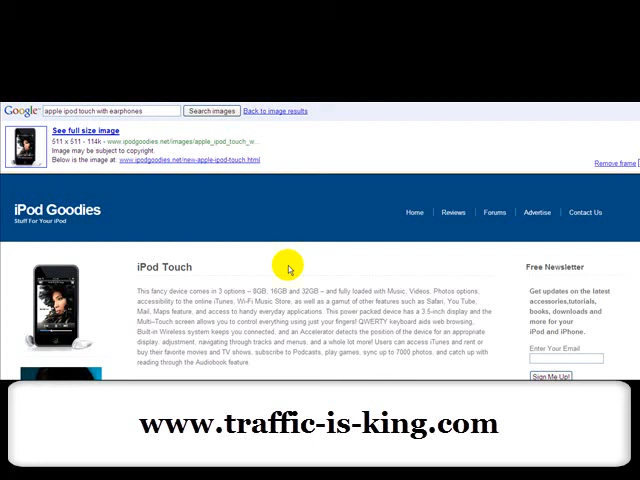 Google apple ipod touch with earphones Search images Back to image results
See full size image
511 x 511 - 114k - www.ipodgoodies.net/images/apple_ipod_touch_w...
Image may be subject to copyright.
Below is the image at: www.ipodgoodies.net/new-apple-ipod-touch.html
Remove frame
iPod Goodies
Stuff For Your iPod
Home Reviews Forums Advertise Contact Us
iPod Touch
This fancy device comes in 3 options – 8GB, 16GB and 32GB – and fully loaded with Music, Videos, Photos options,
accessibility to the online iTunes, Wi-Fi Music Store, as well as a gamut of other features such as Safari, You Tube,
Mail, Maps feature, and access to handy everyday applications. This power packed device has a 3.5-inch display and the
Multi–Touch screen allows you to control everything using just your fingers! QWERTY keyboard aids web browsing,
Built-in Wireless system keeps you connected, and an Accelerator detects the position of the device for an appropriate
display. adjustment, navigating through tracks and menus, and a whole lot more! Users can access iTunes and rent or
buy their favorite movies and TV shows, subscribe to Podcasts, play games, sync up to 7000 photos, and catch up with
reading through the Audiobook feature.
Free Newsletter
Get updates on the latest
accessories,tutorials,
books, downloads and
more for your
iPod and iPhone.
Enter Your Email
Sign Me Up!
www.traffic-is-king.com